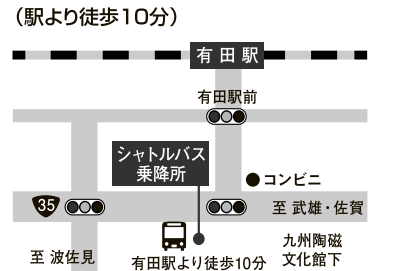 （駅より徒歩10分）
有田駅
有田駅前
シャトルバス
乗降所
コンビニ
35
至 武雄・佐賀
九州陶磁
文化館下
至 波佐見
有田駅より徒歩10分